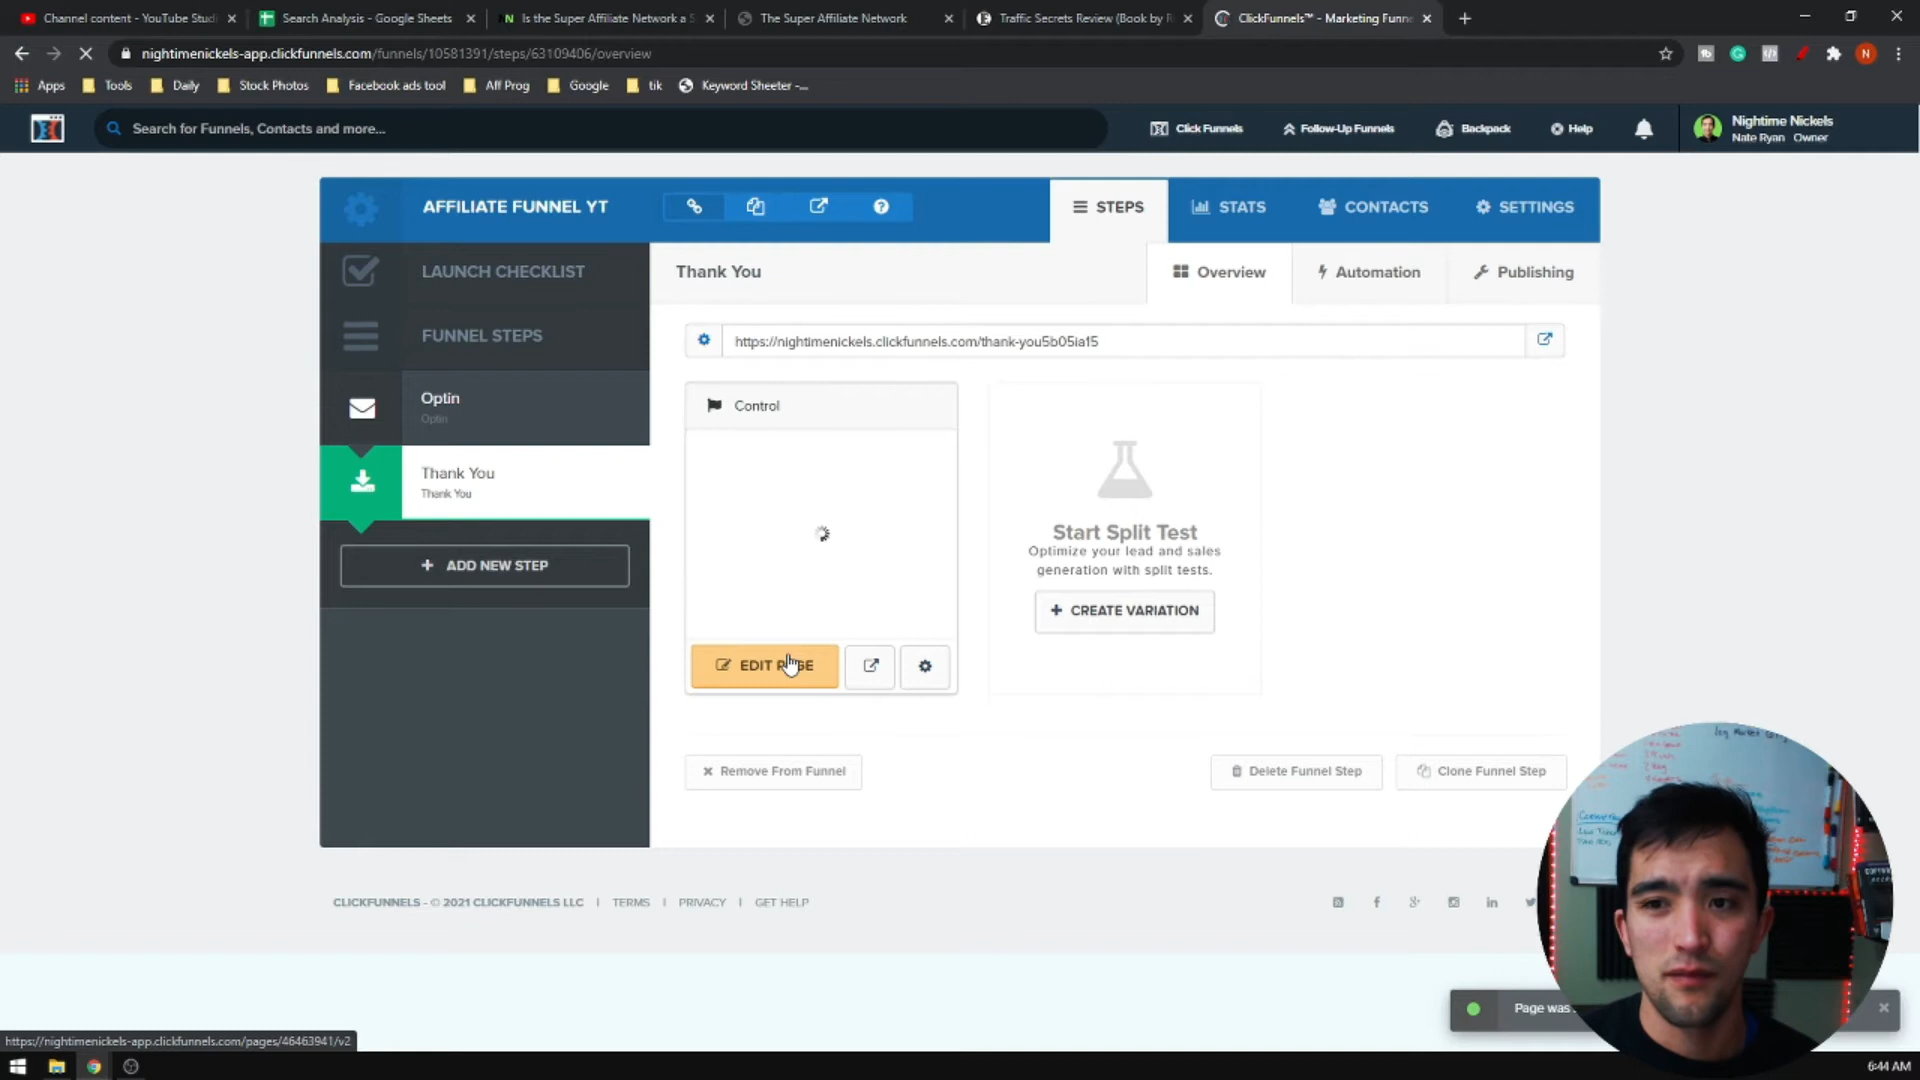 Channel content - YouTube Studi
Search Analysis - Google Sheets
Is the Super Affiliate Network a S
The Super Affiliate Network
Traffic Secrets Review (Book by R
ClickFunnels™ - Marketing Funne
nightimenickels-app.clickfunnels.com/funnels/10581391/steps/63109406/overview
Apps
Tools
Daily
Stock Photos
Facebook ads tool
Aff Prog
Google
tik
Keyword Sheeter -...
Search for Funnels, Contacts and more...
Click Funnels
Follow-Up Funnels
Backpack
Help
Nightime Nickels
Nate Ryan Owner
AFFILIATE FUNNEL YT
STEPS
STATS
CONTACTS
SETTINGS
LAUNCH CHECKLIST
Thank You
Overview
Automation
Publishing
FUNNEL STEPS
https://nightimenickels.clickfunnels.com/thank-you5b05ia15
Optin
Optin
Control
Thank You
Thank You
Start Split Test
Optimize your lead and sales
generation with split tests.
ADD NEW STEP
CREATE VARIATION
EDIT PAGE
Remove From Funnel
Delete Funnel Step
Clone Funnel Step
CLICKFUNNELS - © 2021 CLICKFUNNELS LLC | TERMS | PRIVACY | GET HELP
Page was
https://nightimenickels-app.clickfunnels.com/pages/46463941/v2
6:44 AM